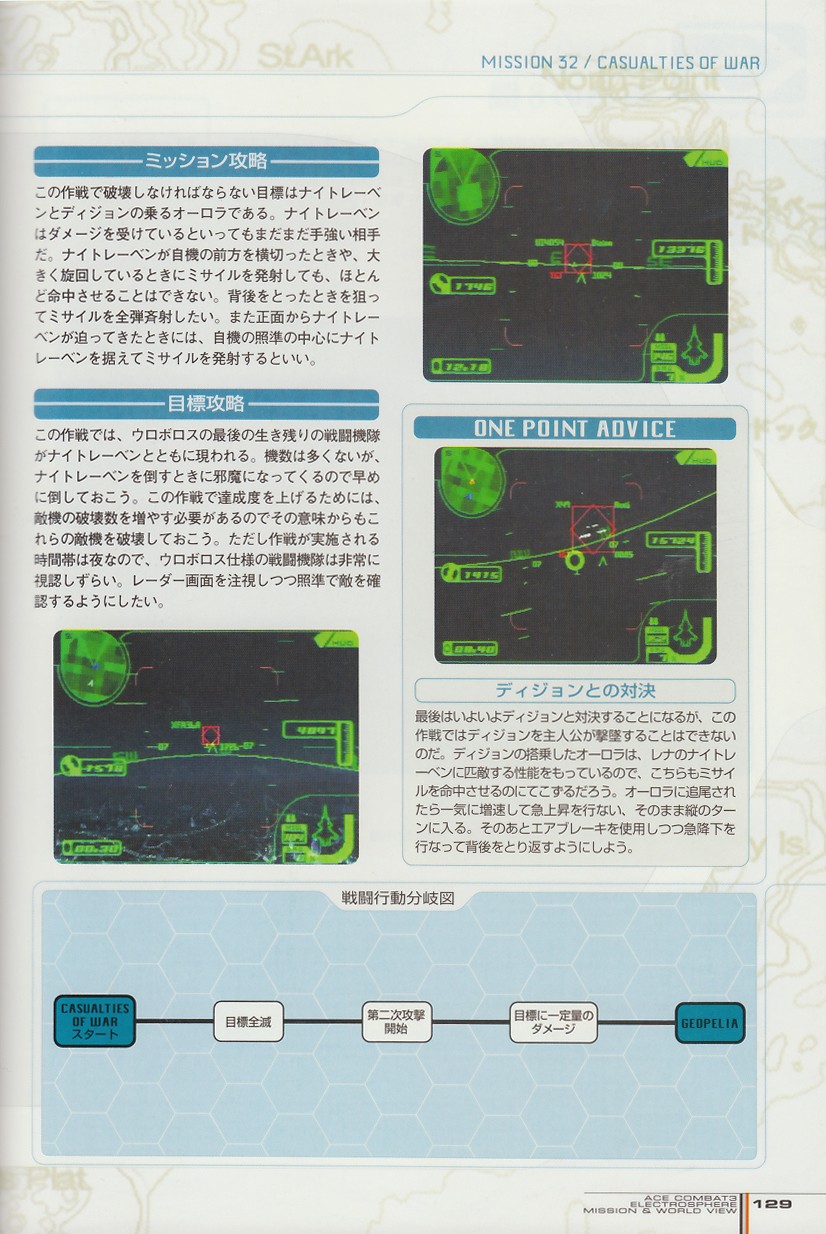 St.Ark
MISSION 32 / CASUALTIES OF WAR
North Point
ミッション攻略
この作戦で破壊しなければならない目標はナイトレーベ
ンとディジョンの乗るオーロラである。ナイトレーベン
はダメージを受けているといってもまだまだ手強い相手
だ。ナイトレーベンが自機の前方を横切ったときや、大
きく旋回しているときにミサイルを発射しても、ほとん
ど命中させることはできない。背後をとったときを狙っ
てミサイルを全弾斉射したい。また正面からナイトレー
ベンが迫ってきたときには、自機の照準の中心にナイト
レーベンを据えてミサイルを発射するといい。
目標攻略
この作戦では、ウロボロスの最後の生き残りの戦闘機隊
がナイトレーベンとともに現われる。機数は多くないが、
ナイトレーベンを倒すときに邪魔になってくるので早め
に倒しておこう。この作戦で達成度を上げるためには、
敵機の破壊数を増やす必要があるのでその意味からもこ
れらの敵機を破壊しておこう。ただし作戦が実施される
時間帯は夜なので、ウロボロス仕様の戦闘機隊は非常に
視認しずらい。レーダー画面を注視しつつ照準で敵を確
認するようにしたい。
HUD
13376
1746
12.18
ONE POINT ADVICE
HUD
15724
1415
00.40
ディジョンとの対決
最後はいよいよディジョンと対決することになるが、この
作戦ではディジョンを主人公が撃墜することはできない
のだ。ディジョンの搭乗したオーロラは、レナのナイトレ
ーベンに匹敵する性能をもっているので、こちらもミサイ
ルを命中させるのにてこずるだろう。オーロラに追尾され
たら一気に増速して急上昇を行ない、そのまま縦のター
ンに入る。そのあとエアブレーキを使用しつつ急降下を
行なって背後をとり返すようにしよう。
HUD
4897
1578
00.30
戦闘行動分岐図
CASUALTIES
OF WAR
スタート
目標全滅
第二次攻撃
開始
目標に一定量の
ダメージ
GEOPELIA
ACE COMBAT3
ELECTROSPHERE
MISSION & WORLD VIEW
129